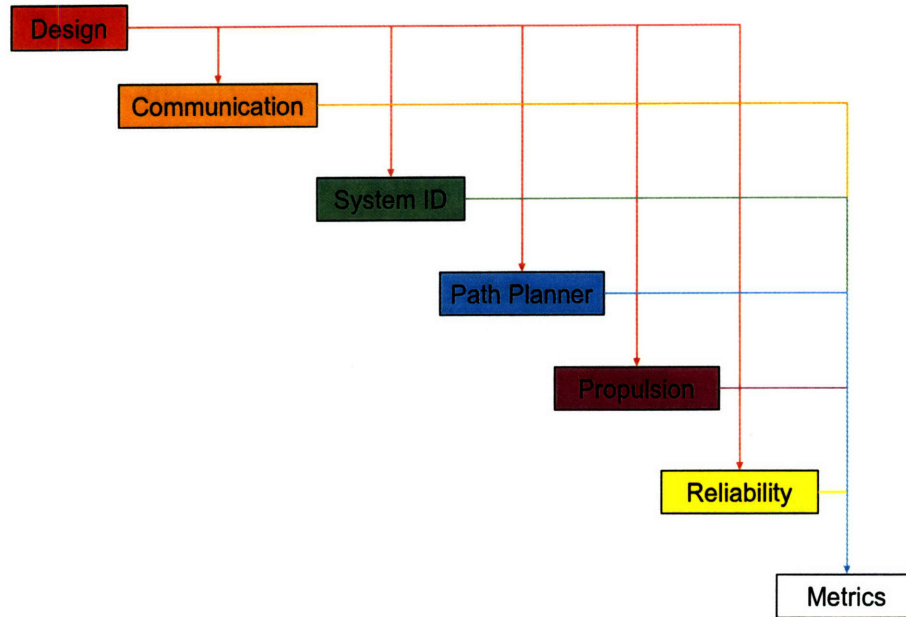 Design
Communication
System ID
Path Planner
Propulsion
Reliability
Metrics